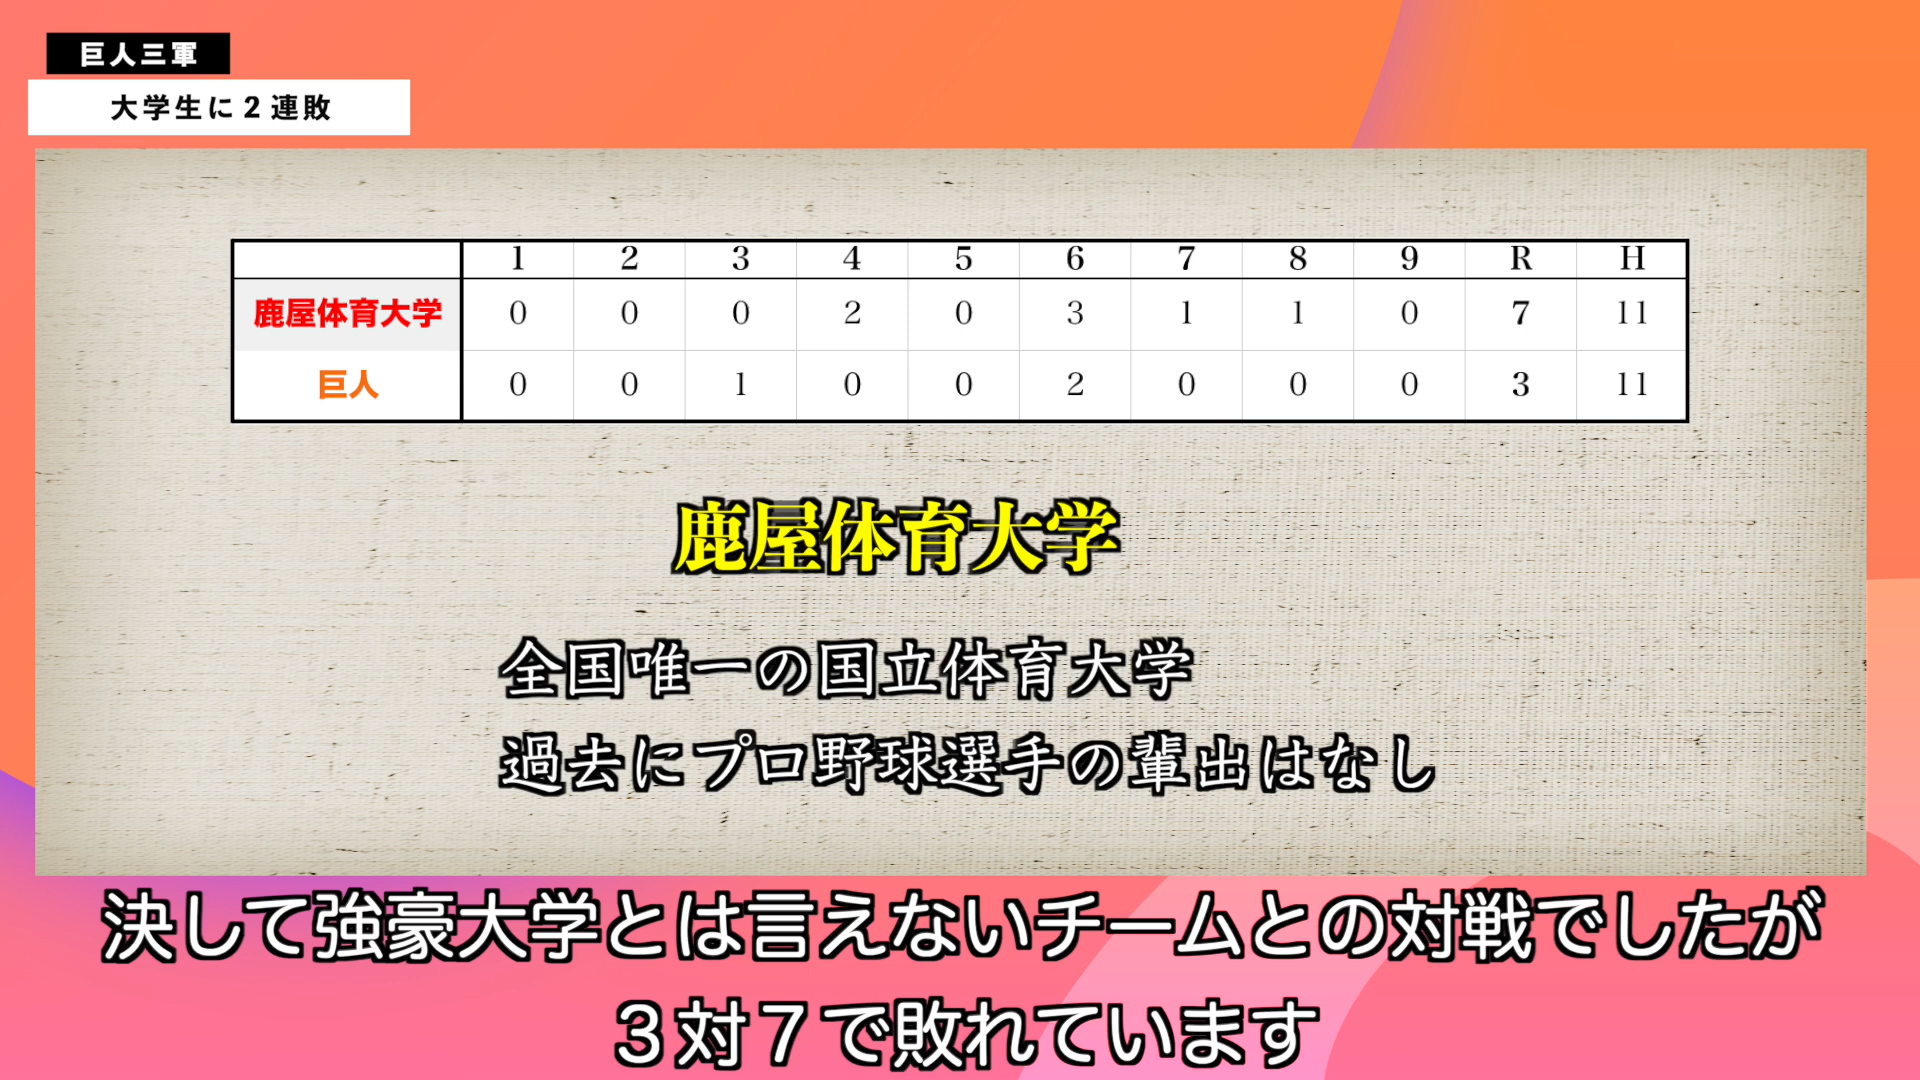 巨人三軍
大学生に２連敗
1 2 3 4 5 6 7 8 9 R H
鹿屋体育大学 0 0 0 2 0 3 1 1 0 7 11
巨人 0 0 1 0 0 2 0 0 0 3 11
鹿屋体育大学
全国唯一の国立体育大学
過去にプロ野球選手の輩出はなし
決して強豪大学とは言えないチームとの対戦でしたが
３対７で敗れています